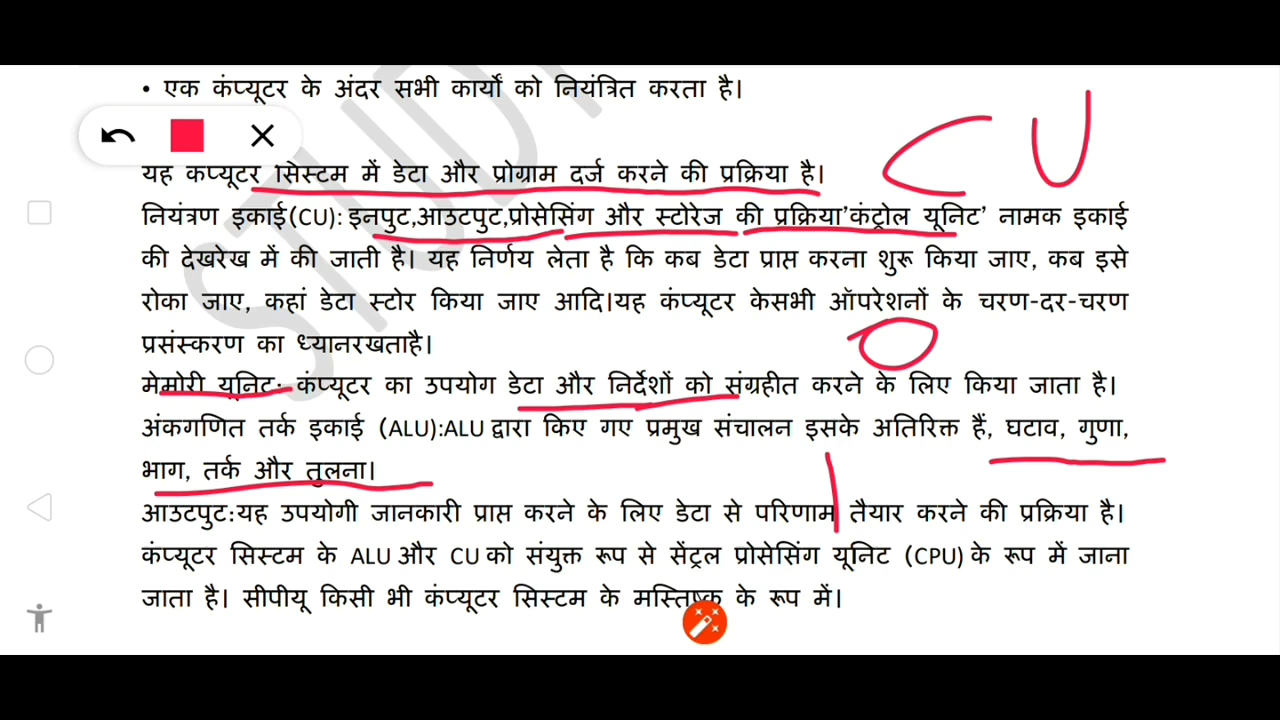 • एक कंप्यूटर के अंदर सभी कार्यों को नियंत्रित करता है।
CU
यह कप्यूटर सिस्टम में डेटा और प्रोग्राम दर्ज करने की प्रक्रिया है।
नियंत्रण इकाई(CU): इनपुट,आउटपुट,प्रोसेसिंग और स्टोरेज की प्रक्रिया’कंट्रोल यूनिट’ नामक इकाई
की देखरेख में की जाती है। यह निर्णय लेता है कि कब डेटा प्राप्त करना शुरू किया जाए, कब इसे
रोका जाए, कहां डेटा स्टोर किया जाए आदि।यह कंप्यूटर केसभी ऑपरेशनों के चरण-दर-चरण
प्रसंस्करण का ध्यानरखताहै।
मेमोरी यूनिट: कंप्यूटर का उपयोग डेटा और निर्देशों को संग्रहीत करने के लिए किया जाता है।
अंकगणित तर्क इकाई (ALU):ALU द्वारा किए गए प्रमुख संचालन इसके अतिरिक्त हैं, घटाव, गुणा,
भाग, तर्क और तुलना।
आउटपुट:यह उपयोगी जानकारी प्राप्त करने के लिए डेटा से परिणाम तैयार करने की प्रक्रिया है।
कंप्यूटर सिस्टम के ALU और CU को संयुक्त रूप से सेंट्रल प्रोसेसिंग यूनिट (CPU) के रूप में जाना
जाता है। सीपीयू किसी भी कंप्यूटर सिस्टम के मस्तिष्क के रूप में।
STUDY